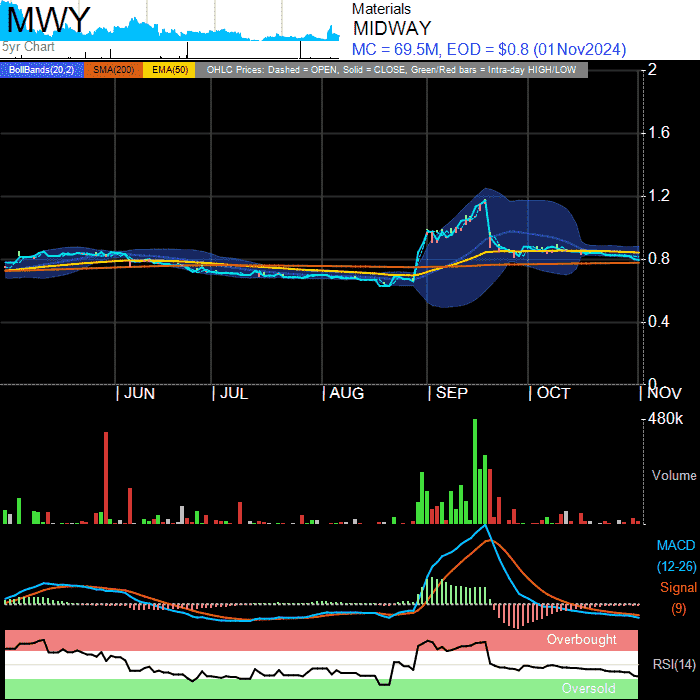 MWY
5yr Chart
Materials
MIDWAY
MC = 69.5M, EOD = $0.8 (01Nov2024)
BollBands(20,2) SMA(200) EMA(50) OHLC Prices: Dashed = OPEN, Solid = CLOSE, Green/Red bars = Intra-day HIGH/LOW
2
1.6
1.2
0.8
0.4
0
JUN JUL AUG SEP OCT NOV
480k
Volume
MACD
(12-26)
Signal
(9)
Overbought
RSI(14)
Oversold